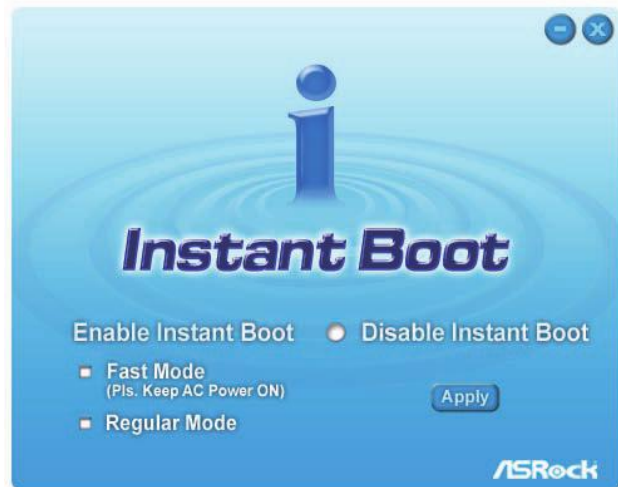 i
Instant Boot
Enable Instant Boot
Disable Instant Boot
Fast Mode
(Pls. Keep AC Power ON)
Apply
Regular Mode
ASRock